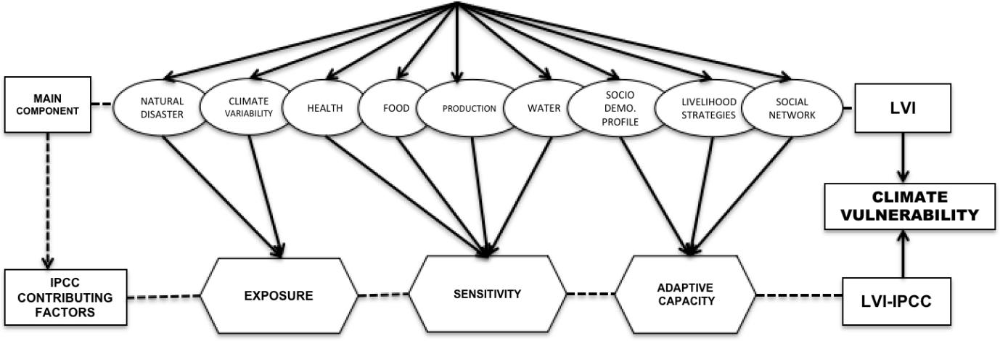 MAIN
COMPONENT
NATURAL
DISASTER
CLIMATE
VARIABILITY
HEALTH
FOOD
PRODUCTION
WATER
SOCIO
DEMO.
PROFILE
LIVELIHOOD
STRATEGIES
SOCIAL
NETWORK
LVI
CLIMATE
VULNERABILITY
IPCC
CONTRIBUTING
FACTORS
EXPOSURE
SENSITIVITY
ADAPTIVE
CAPACITY
LVI-IPCC